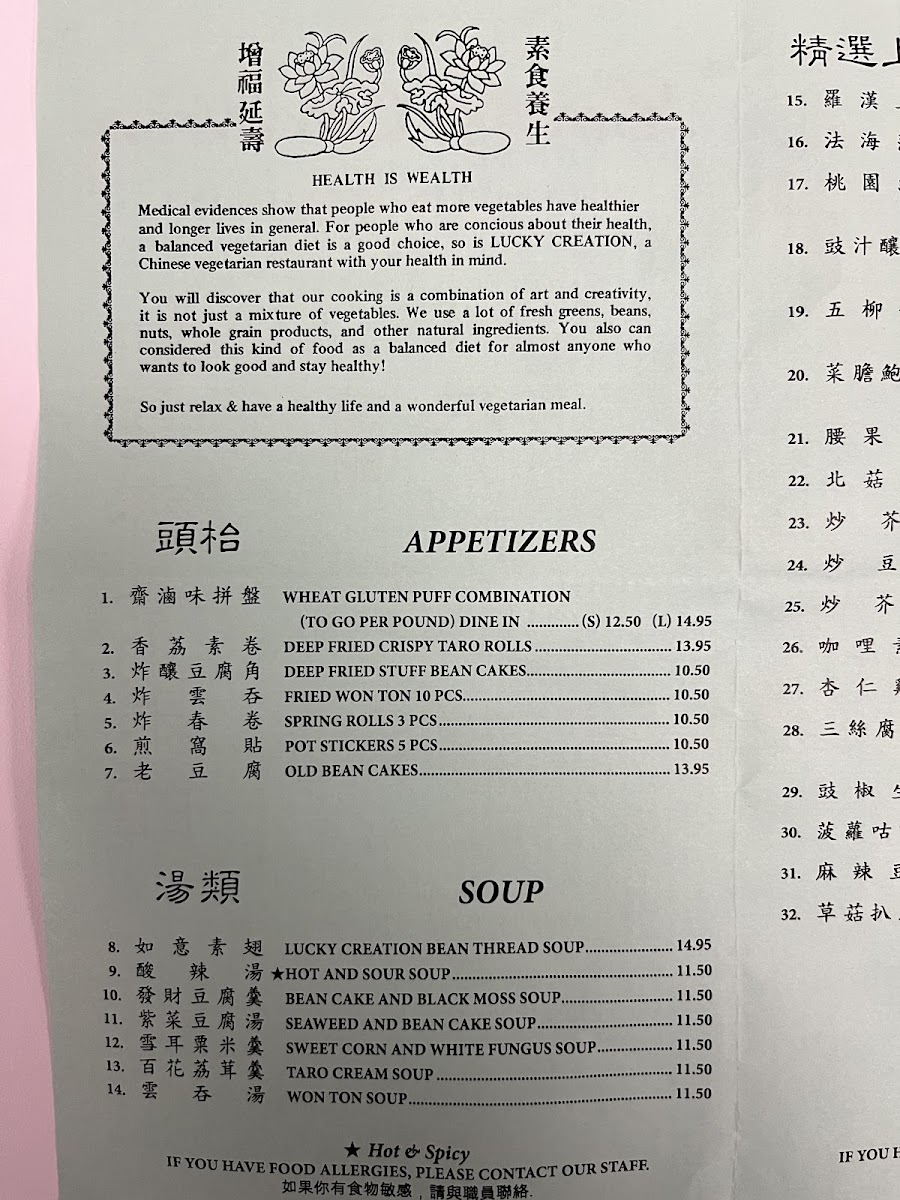 增福延壽
素食養生
HEALTH IS WEALTH
Medical evidences show that people who eat more vegetables have healthier
and longer lives in general. For people who are concious about their health,
a balanced vegetarian diet is a good choice, so is LUCKY CREATION, a
Chinese vegetarian restaurant with your health in mind.
You will discover that our cooking is a combination of art and creativity,
it is not just a mixture of vegetables. We use a lot of fresh greens, beans,
nuts, whole grain products, and other natural ingredients. You also can
considered this kind of food as a balanced diet for almost anyone who
wants to look good and stay healthy!
So just relax & have a healthy life and a wonderful vegetarian meal.
頭枱 APPETIZERS
1. 齋滷味拼盤 WHEAT GLUTEN PUFF COMBINATION
(TO GO PER POUND) DINE IN ............(S) 12.50 (L) 14.95
2. 香荔素卷 DEEP FRIED CRISPY TARO ROLLS ........ 13.95
3. 炸釀豆腐角 DEEP FRIED STUFF BEAN CAKES........ 10.50
4. 炸雲吞 FRIED WON TON 10 PCS........ 10.50
5. 炸春卷 SPRING ROLLS 3 PCS........ 10.50
6. 煎窩貼 POT STICKERS 5 PCS........ 10.50
7. 老豆腐 OLD BEAN CAKES........ 13.95
湯類 SOUP
8. 如意素翅 LUCKY CREATION BEAN THREAD SOUP........ 14.95
9. 酸辣湯 ★HOT AND SOUR SOUP........ 11.50
10. 發財豆腐羹 BEAN CAKE AND BLACK MOSS SOUP........ 11.50
11. 紫菜豆腐湯 SEAWEED AND BEAN CAKE SOUP........ 11.50
12. 雪耳粟米羹 SWEET CORN AND WHITE FUNGUS SOUP........ 11.50
13. 百花荔茸羹 TARO CREAM SOUP ........ 11.50
14. 雲吞湯 WON TON SOUP........ 11.50
★ Hot & Spicy
IF YOU HAVE FOOD ALLERGIES, PLEASE CONTACT OUR STAFF.
如果你有食物敏感，請與職員聯絡.
精選
15. 羅漢
16. 法海
17. 桃園
18. 豉汁釀
19. 五柳
20. 菜膽鮑
21. 腰果
22. 北菇
23. 炒芥
24. 炒豆
25. 炒芥
26. 咖哩
27. 杏仁
28. 三絲腐
29. 豉椒
30. 菠蘿咕
31. 麻辣
32. 草菇扒
IF YOU